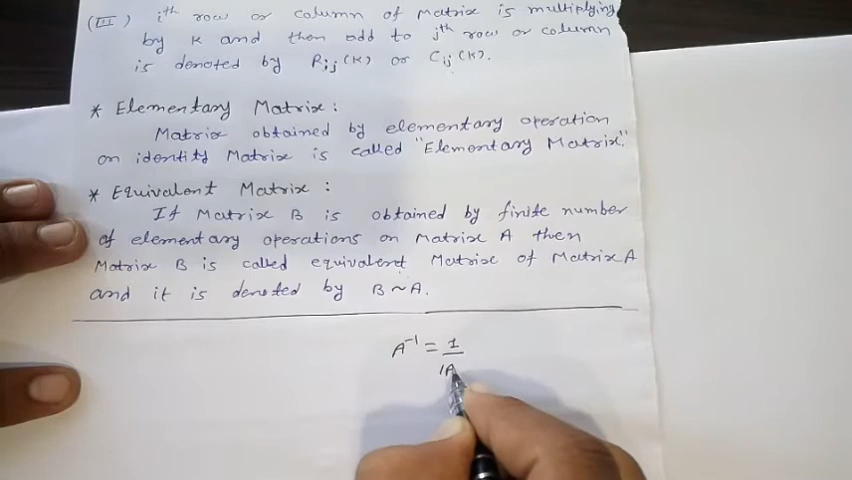 (III) ith row or column of Matrix is multiplying
by K and then add to jth row or column
is denoted by Rij(K) or Cij(K).
* Elementary Matrix :
Matrix obtained by elementary operation
on identity Matrix is called "Elementary Matrix."
* Equivalent Matrix :
If Matrix B is obtained by finite number
of elementary operations on Matrix A then
Matrix B is called equivalent Matrix of Matrix A
and it is denoted by B ~ A.
A⁻¹ = 1/|A